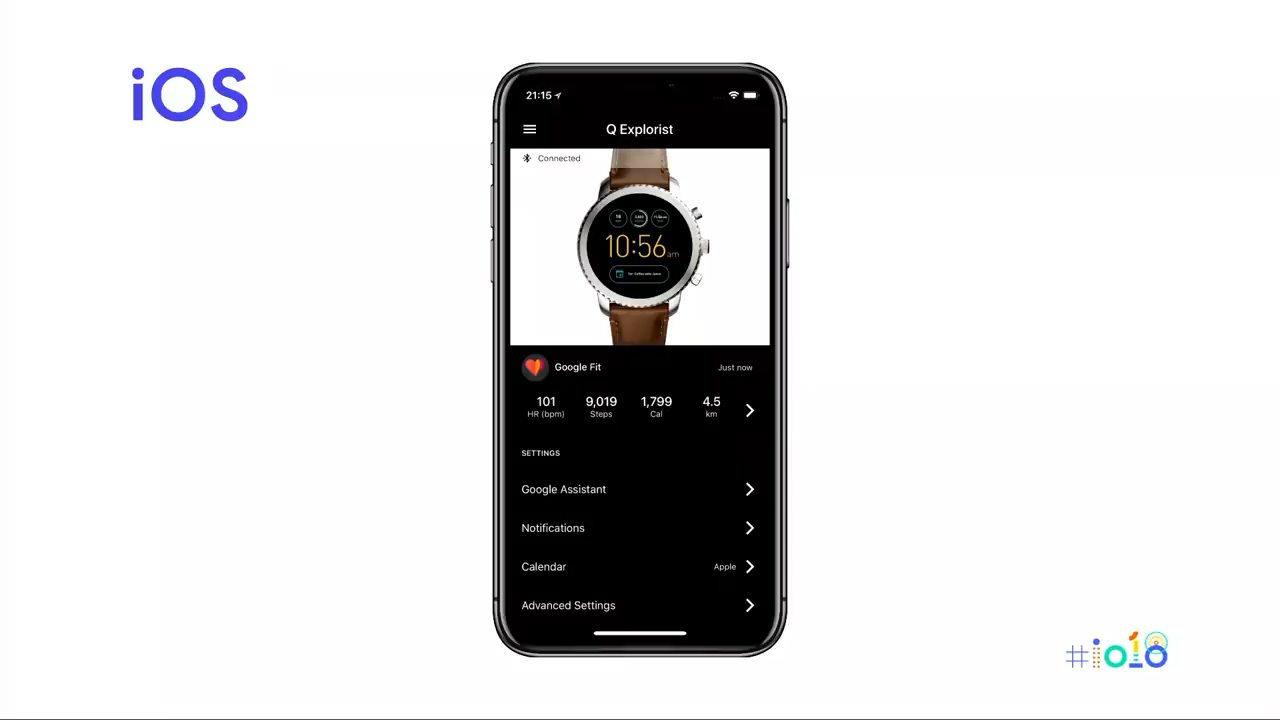 iOS
21:15
Q Explorist
Connected
10:56 am
Google Fit
Just now
101 9,019 1,799 4.5
HR (bpm) Steps Cal km
SETTINGS
Google Assistant
Notifications
Calendar Apple
Advanced Settings
#io18